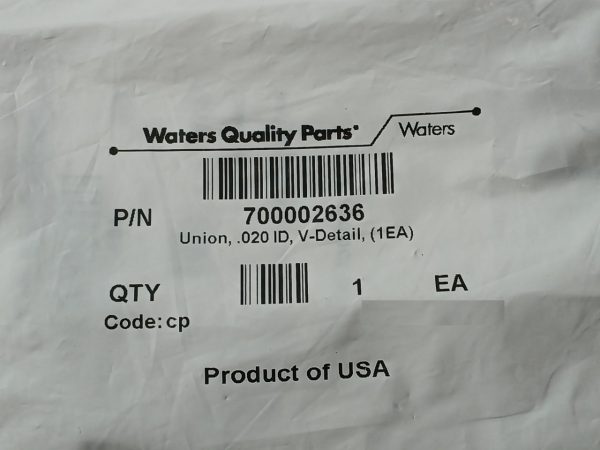 Waters Quality Parts• Waters
P/N 700002636
Union, .020 ID, V-Detail, (1EA)
QTY 1 EA
Code: cp
Product of USA